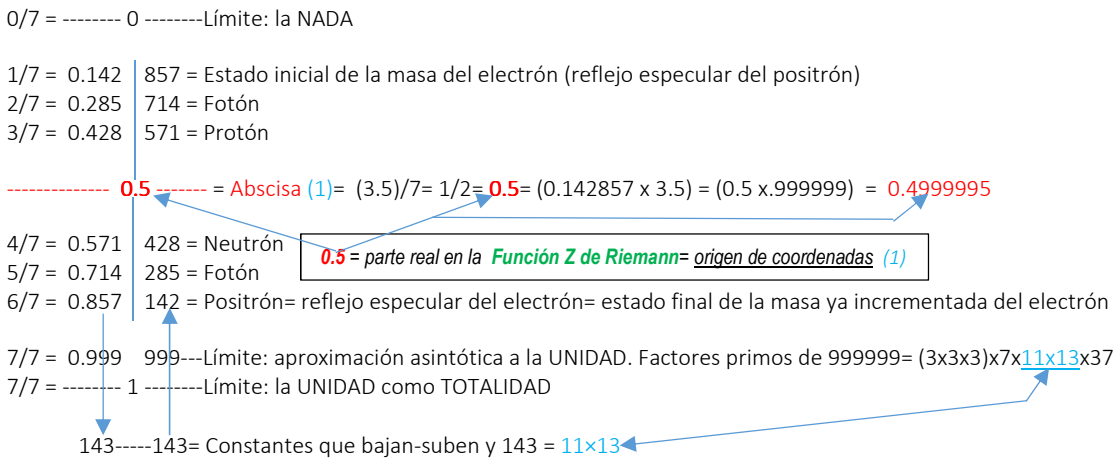 0/7 = -------- 0 --------Límite: la NADA
1/7 = 0.142 857 = Estado inicial de la masa del electrón (reflejo especular del positrón)
2/7 = 0.285 714 = Fotón
3/7 = 0.428 571 = Protón
-------------- 0.5 ------- = Abscisa (1)= (3.5)/7= 1/2= 0.5= (0.142857 x 3.5) = (0.5 x.999999) = 0.4999995
4/7 = 0.571 428 = Neutrón
0.5 = parte real en la Función Z de Riemann= origen de coordenadas (1)
5/7 = 0.714 285 = Fotón
6/7 = 0.857 142 = Positrón= reflejo especular del electrón= estado final de la masa ya incrementada del electrón
7/7 = 0.999 999---Límite: aproximación asintótica a la UNIDAD. Factores primos de 999999= (3x3x3)x7x11x13x37
7/7 = -------- 1 --------Límite: la UNIDAD como TOTALIDAD
143-----143= Constantes que bajan-suben y 143 = 11×13